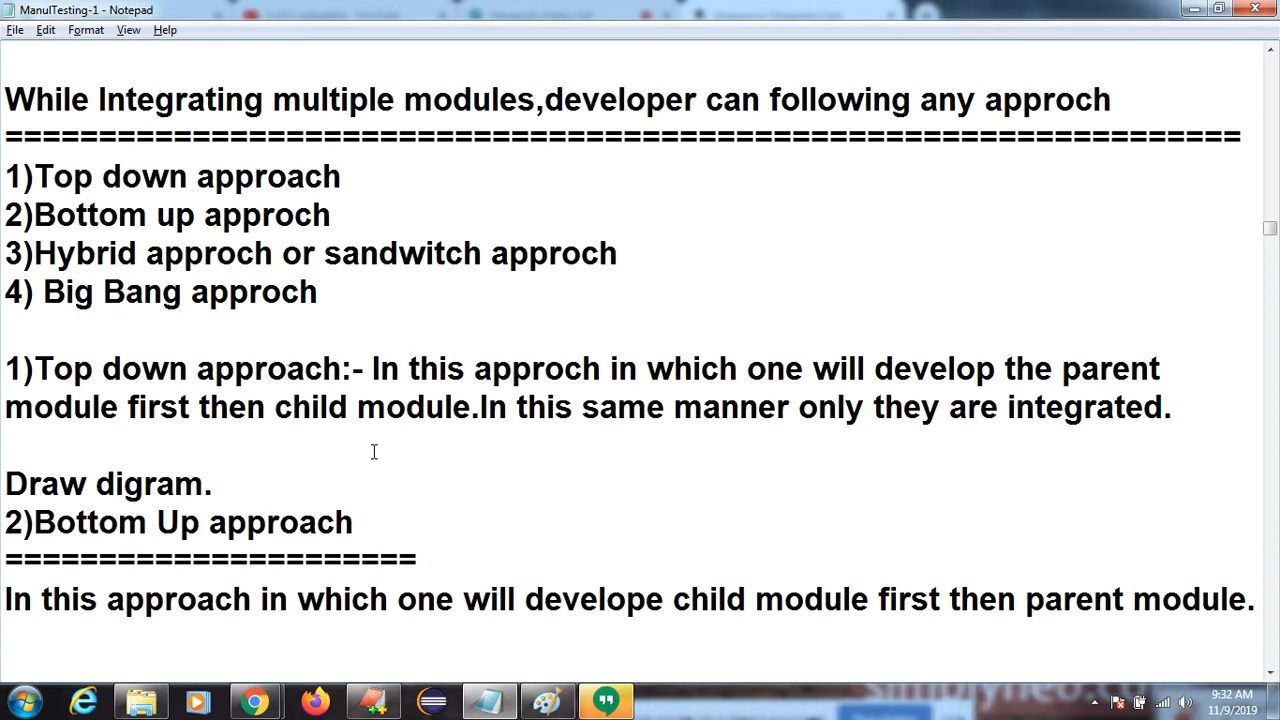 ManulTesting-1 - Notepad
File Edit Format View Help
While Integrating multiple modules,developer can following any approch
==================================================================
1)Top down approach
2)Bottom up approch
3)Hybrid approch or sandwitch approch
4) Big Bang approch
1)Top down approach:- In this approch in which one will develop the parent
module first then child module.In this same manner only they are integrated.
Draw digram.
2)Bottom Up approach
======================
In this approach in which one will develope child module first then parent module.
9:32 AM
11/9/2019